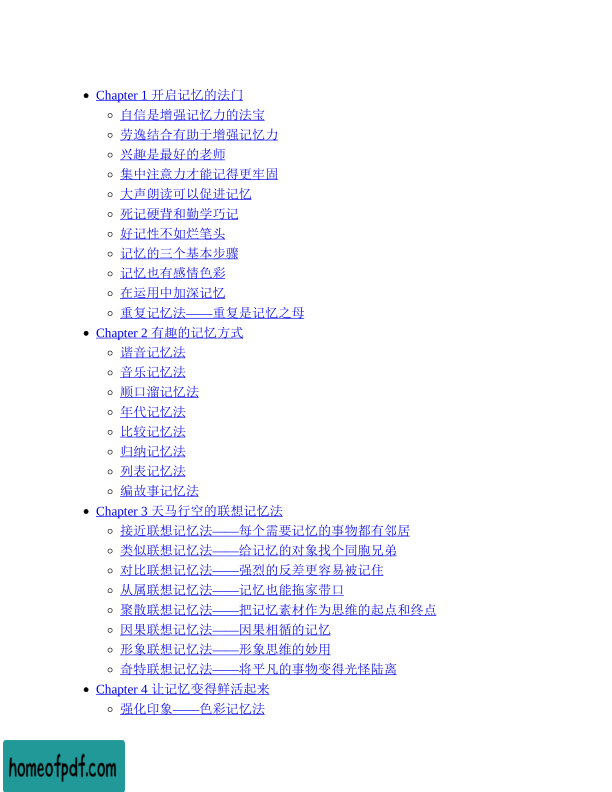 Chapter 1 开启记忆的法门
自信是增强记忆力的法宝
劳逸结合有助于增强记忆力
兴趣是最好的老师
集中注意力才能记得更牢固
大声朗读可以促进记忆
死记硬背和勤学巧记
好记性不如烂笔头
记忆的三个基本步骤
记忆也有感情色彩
在运用中加深记忆
重复记忆法——重复是记忆之母
Chapter 2 有趣的记忆方式
谐音记忆法
音乐记忆法
顺口溜记忆法
年代记忆法
比较记忆法
归纳记忆法
列表记忆法
编故事记忆法
Chapter 3 天马行空的联想记忆法
接近联想记忆法——每个需要记忆的事物都有邻居
类似联想记忆法——给记忆的对象找个同胞兄弟
对比联想记忆法——强烈的反差更容易被记住
从属联想记忆法——记忆也能拖家带口
聚散联想记忆法——把记忆素材作为思维的起点和终点
因果联想记忆法——因果相循的记忆
形象联想记忆法——形象思维的妙用
奇特联想记忆法——将平凡的事物变得光怪陆离
Chapter 4 让记忆变得鲜活起来
强化印象——色彩记忆法
homeofpdf.com